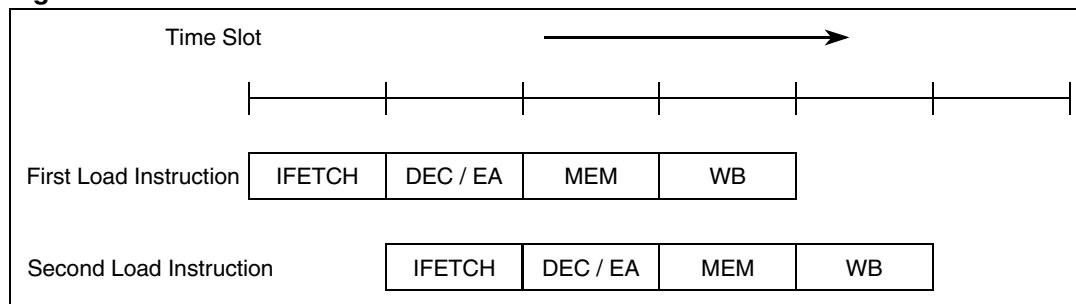 Time Slot
First Load Instruction IFETCH DEC / EA MEM WB
Second Load Instruction IFETCH DEC / EA MEM WB